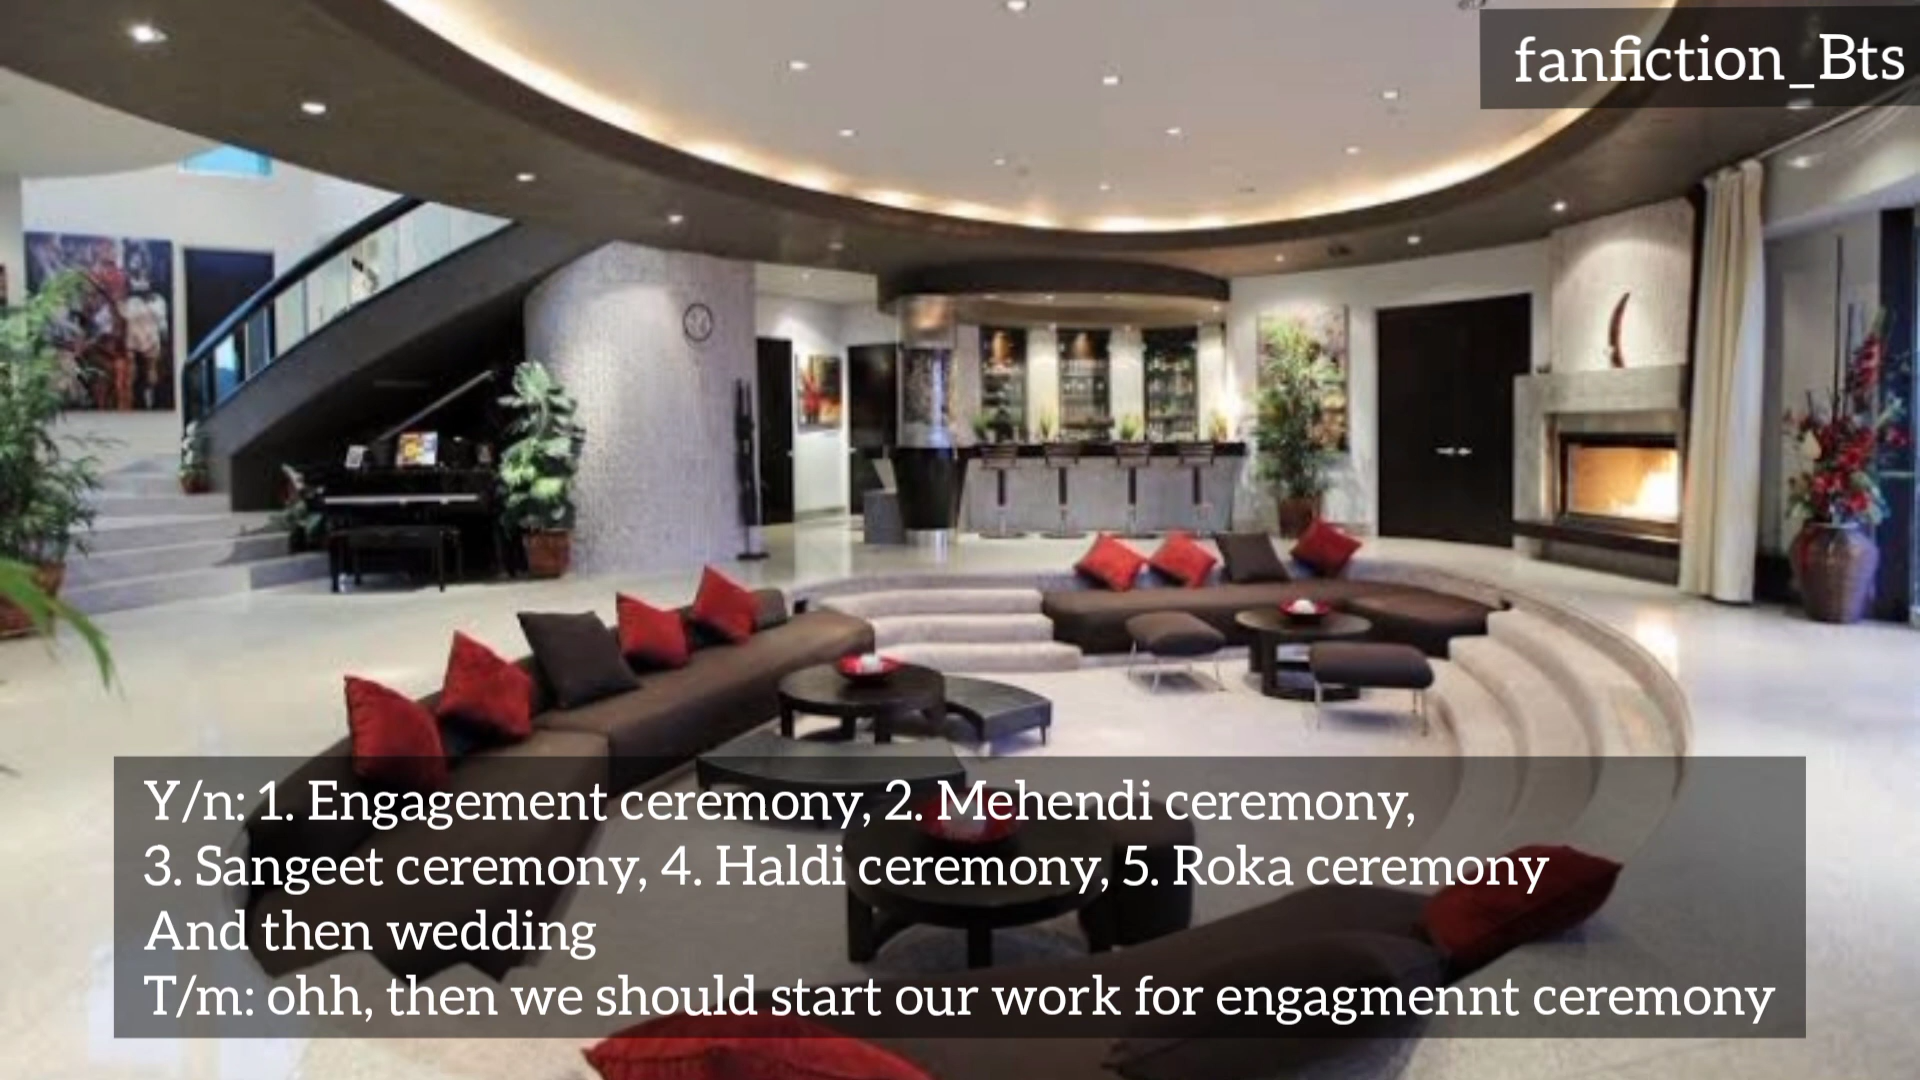 fanfiction_Bts
Y/n: 1. Engagement ceremony, 2. Mehendi ceremony,
3. Sangeet ceremony, 4. Haldi ceremony, 5. Roka ceremony
And then wedding
T/m: ohh, then we should start our work for engagmennt ceremony